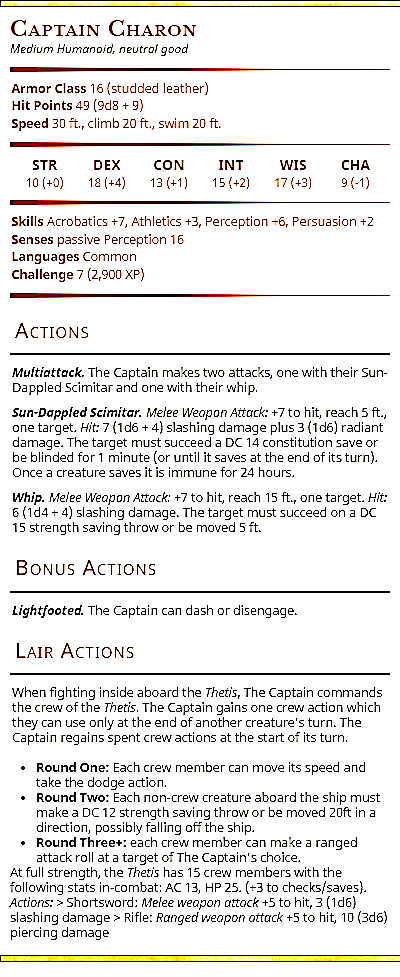 Captain Charon
Medium Humanoid, neutral good
Armor Class 16 (studded leather)
Hit Points 49 (9d8 + 9)
Speed 30 ft., climb 20 ft., swim 20 ft.
STR DEX CON INT WIS CHA
10 (+0) 18 (+4) 13 (+1) 15 (+2) 17 (+3) 9 (-1)
Skills Acrobatics +7, Athletics +3, Perception +6, Persuasion +2
Senses passive Perception 16
Languages Common
Challenge 7 (2,900 XP)
Actions
Multiattack. The Captain makes two attacks, one with their Sun-
Dappled Scimitar and one with their whip.
Sun-Dappled Scimitar. Melee Weapon Attack: +7 to hit, reach 5 ft.,
one target. Hit: 7 (1d6 + 4) slashing damage plus 3 (1d6) radiant
damage. The target must succeed a DC 14 constitution save or
be blinded for 1 minute (or until it saves at the end of its turn).
Once a creature saves it is immune for 24 hours.
Whip. Melee Weapon Attack: +7 to hit, reach 15 ft., one target. Hit:
6 (1d4 + 4) slashing damage. The target must succeed on a DC
15 strength saving throw or be moved 5 ft.
Bonus Actions
Lightfooted. The Captain can dash or disengage.
Lair Actions
When fighting inside aboard the Thetis, The Captain commands
the crew of the Thetis. The Captain gains one crew action which
they can use only at the end of another creature's turn. The
Captain regains spent crew actions at the start of its turn.
• Round One: Each crew member can move its speed and
take the dodge action.
• Round Two: Each non-crew creature aboard the ship must
make a DC 12 strength saving throw or be moved 20ft in a
direction, possibly falling off the ship.
• Round Three+: each crew member can make a ranged
attack roll at a target of The Captain's choice.
At full strength, the Thetis has 15 crew members with the
following stats in-combat: AC 13, HP 25. (+3 to checks/saves).
Actions: > Shortsword: Melee weapon attack +5 to hit, 3 (1d6)
slashing damage > Rifle: Ranged weapon attack +5 to hit, 10 (3d6)
piercing damage